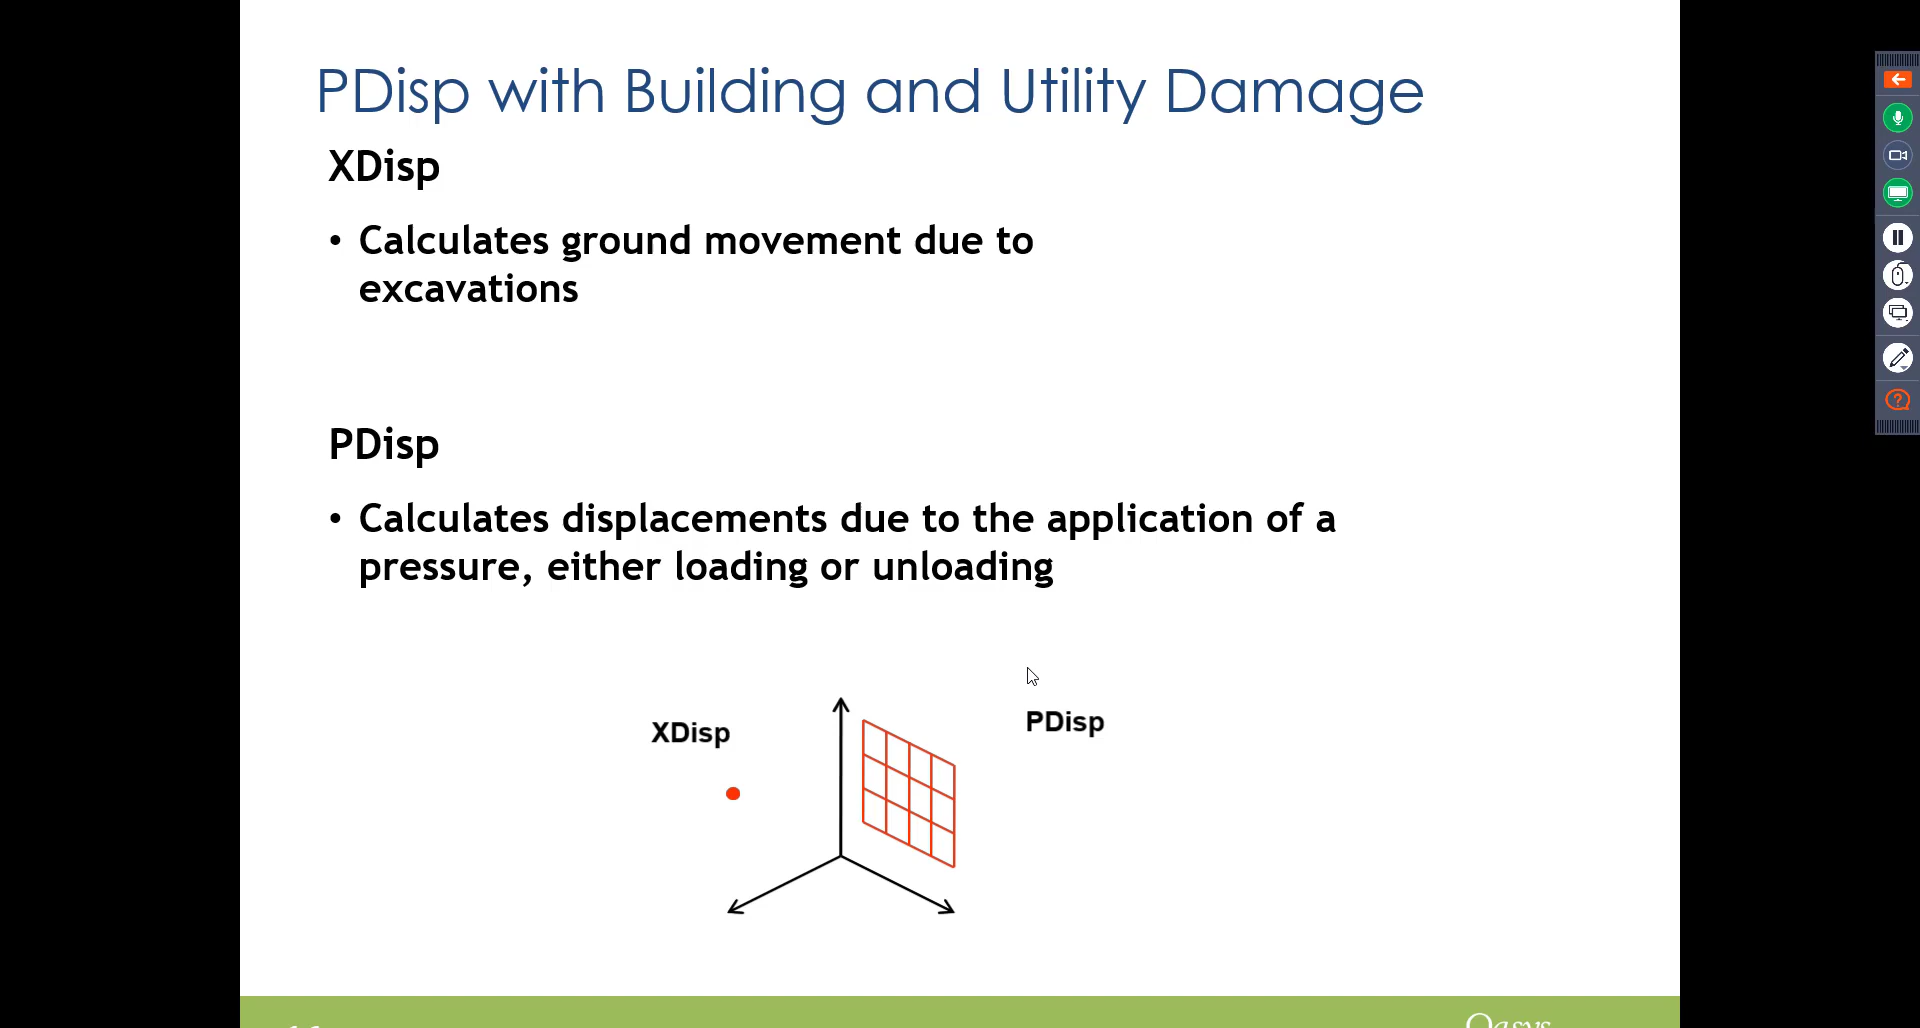 PDisp with Building and Utility Damage
XDisp
• Calculates ground movement due to
excavations
PDisp
• Calculates displacements due to the application of a
pressure, either loading or unloading
XDisp
PDisp
Oasys